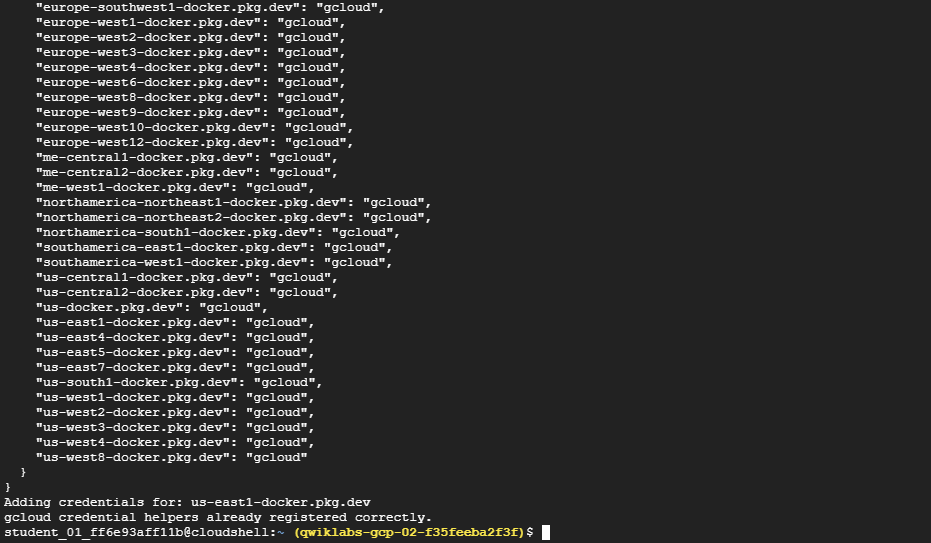 "europe-southwest1-docker.pkg.dev": "gcloud",
"europe-west1-docker.pkg.dev": "gcloud",
"europe-west2-docker.pkg.dev": "gcloud",
"europe-west3-docker.pkg.dev": "gcloud",
"europe-west4-docker.pkg.dev": "gcloud",
"europe-west6-docker.pkg.dev": "gcloud",
"europe-west8-docker.pkg.dev": "gcloud",
"europe-west9-docker.pkg.dev": "gcloud",
"europe-west10-docker.pkg.dev": "gcloud",
"europe-west12-docker.pkg.dev": "gcloud",
"me-central1-docker.pkg.dev": "gcloud",
"me-central2-docker.pkg.dev": "gcloud",
"me-west1-docker.pkg.dev": "gcloud",
"northamerica-northeast1-docker.pkg.dev": "gcloud",
"northamerica-northeast2-docker.pkg.dev": "gcloud",
"northamerica-south1-docker.pkg.dev": "gcloud",
"southamerica-east1-docker.pkg.dev": "gcloud",
"southamerica-west1-docker.pkg.dev": "gcloud",
"us-central1-docker.pkg.dev": "gcloud",
"us-central2-docker.pkg.dev": "gcloud",
"us-docker.pkg.dev": "gcloud",
"us-east1-docker.pkg.dev": "gcloud",
"us-east4-docker.pkg.dev": "gcloud",
"us-east5-docker.pkg.dev": "gcloud",
"us-east7-docker.pkg.dev": "gcloud",
"us-south1-docker.pkg.dev": "gcloud",
"us-west1-docker.pkg.dev": "gcloud",
"us-west2-docker.pkg.dev": "gcloud",
"us-west3-docker.pkg.dev": "gcloud",
"us-west4-docker.pkg.dev": "gcloud",
"us-west8-docker.pkg.dev": "gcloud"
}
}
Adding credentials for: us-east1-docker.pkg.dev
gcloud credential helpers already registered correctly.
student_01_ff6e93aff11b@cloudshell:~ (qwiklabs-gcp-02-f35feeba2f3f)$